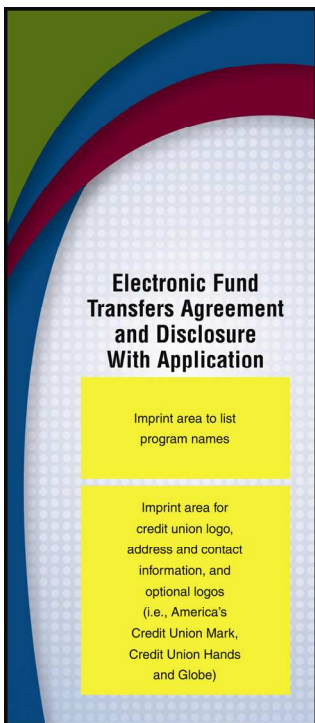 Electronic Fund
Transfers Agreement
and Disclosure
With Application
Imprint area to list
program names
Imprint area for
credit union logo,
address and contact
information, and
optional logos
(i.e., America's
Credit Union Mark,
Credit Union Hands
and Globe)